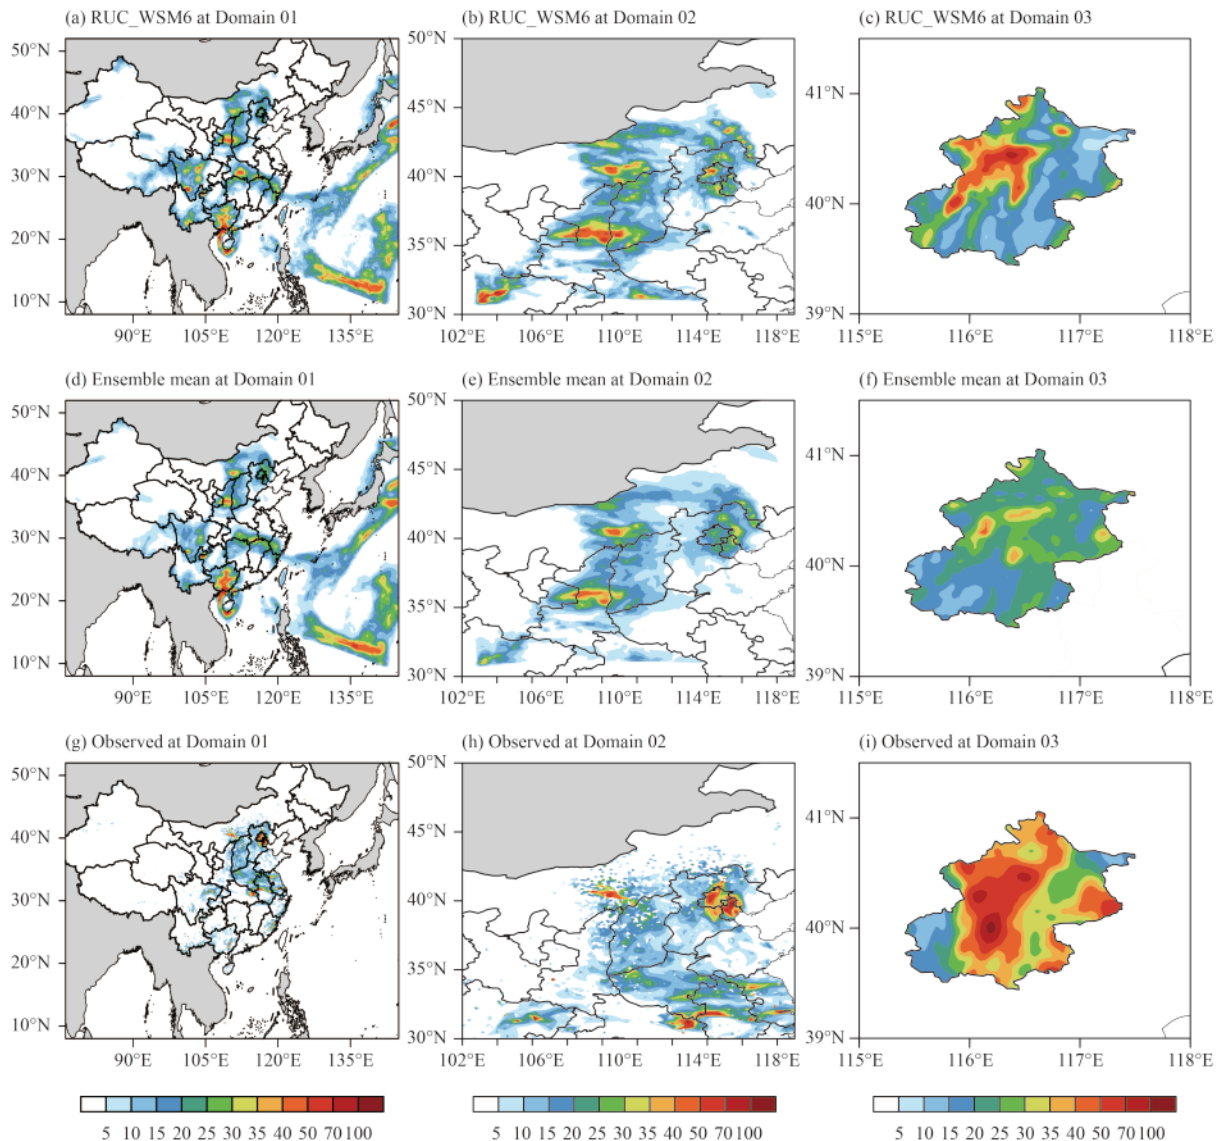 (a) RUC_WSM6 at Domain 01
(b) RUC_WSM6 at Domain 02
(c) RUC_WSM6 at Domain 03
50°N
40°N
30°N
20°N
10°N
90°E 105°E 120°E 135°E
50°N
45°N
40°N
35°N
30°N
102°E 106°E 110°E 114°E 118°E
41°N
40°N
39°N
115°E 116°E 117°E 118°E
(d) Ensemble mean at Domain 01
(e) Ensemble mean at Domain 02
(f) Ensemble mean at Domain 03
50°N
40°N
30°N
20°N
10°N
90°E 105°E 120°E 135°E
50°N
45°N
40°N
35°N
30°N
102°E 106°E 110°E 114°E 118°E
41°N
40°N
39°N
115°E 116°E 117°E 118°E
(g) Observed at Domain 01
(h) Observed at Domain 02
(i) Observed at Domain 03
50°N
40°N
30°N
20°N
10°N
90°E 105°E 120°E 135°E
50°N
45°N
40°N
35°N
30°N
102°E 106°E 110°E 114°E 118°E
41°N
40°N
39°N
115°E 116°E 117°E 118°E
5 10 15 20 25 30 35 40 50 70 100
5 10 15 20 25 30 35 40 50 70 100
5 10 15 20 25 30 35 40 50 70 100